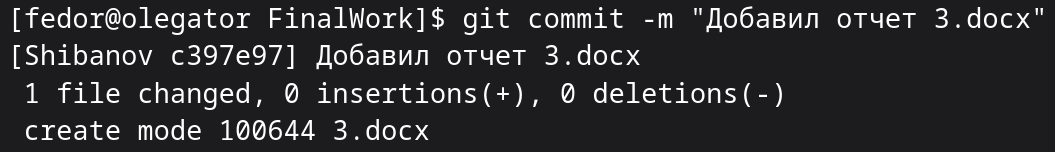 [fedor@olegator FinalWork]$ git commit -m "Добавил отчет 3.docx"
[Shibanov c397e97] Добавил отчет 3.docx
 1 file changed, 0 insertions(+), 0 deletions(-)
 create mode 100644 3.docx